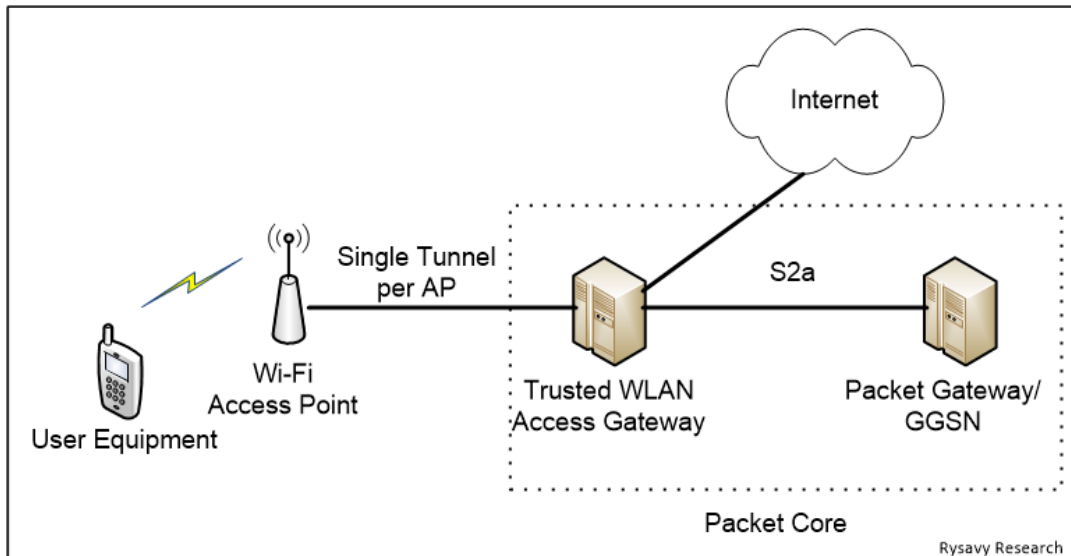 Internet
Single Tunnel
per AP
S2a
Wi-Fi
Access Point
User Equipment
Trusted WLAN
Access Gateway
Packet Gateway/
GGSN
Packet Core
Rysavy Research